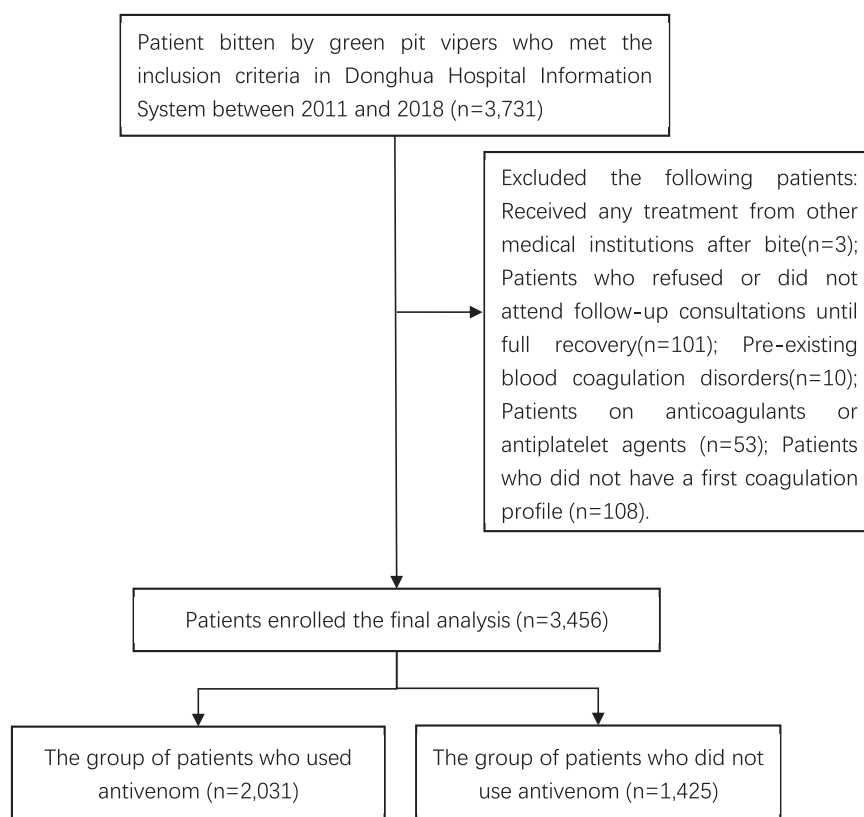 Patient bitten by green pit vipers who met the
inclusion criteria in Donghua Hospital Information
System between 2011 and 2018 (n=3,731)
Excluded the following patients:
Received any treatment from other
medical institutions after bite(n=3);
Patients who refused or did not
attend follow-up consultations until
full recovery(n=101); Pre-existing
blood coagulation disorders(n=10);
Patients on anticoagulants or
antiplatelet agents (n=53); Patients
who did not have a first coagulation
profile (n=108).
Patients enrolled the final analysis (n=3,456)
The group of patients who used
antivenom (n=2,031)
The group of patients who did not
use antivenom (n=1,425)